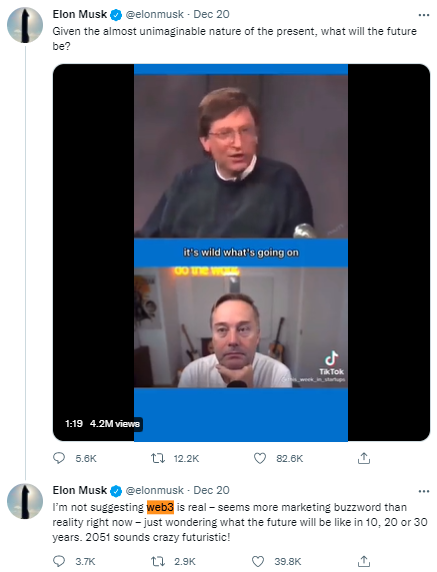 Elon Musk @elonmusk · Dec 20
Given the almost unimaginable nature of the present, what will the future
be?
it's wild what's going on
do the work
TikTok
1:19 4.2M views
5.6K 12.2K 82.6K
Elon Musk @elonmusk · Dec 20
I'm not suggesting web3 is real – seems more marketing buzzword than
reality right now – just wondering what the future will be like in 10, 20 or 30
years. 2051 sounds crazy futuristic!
3.7K 2.9K 39.8K